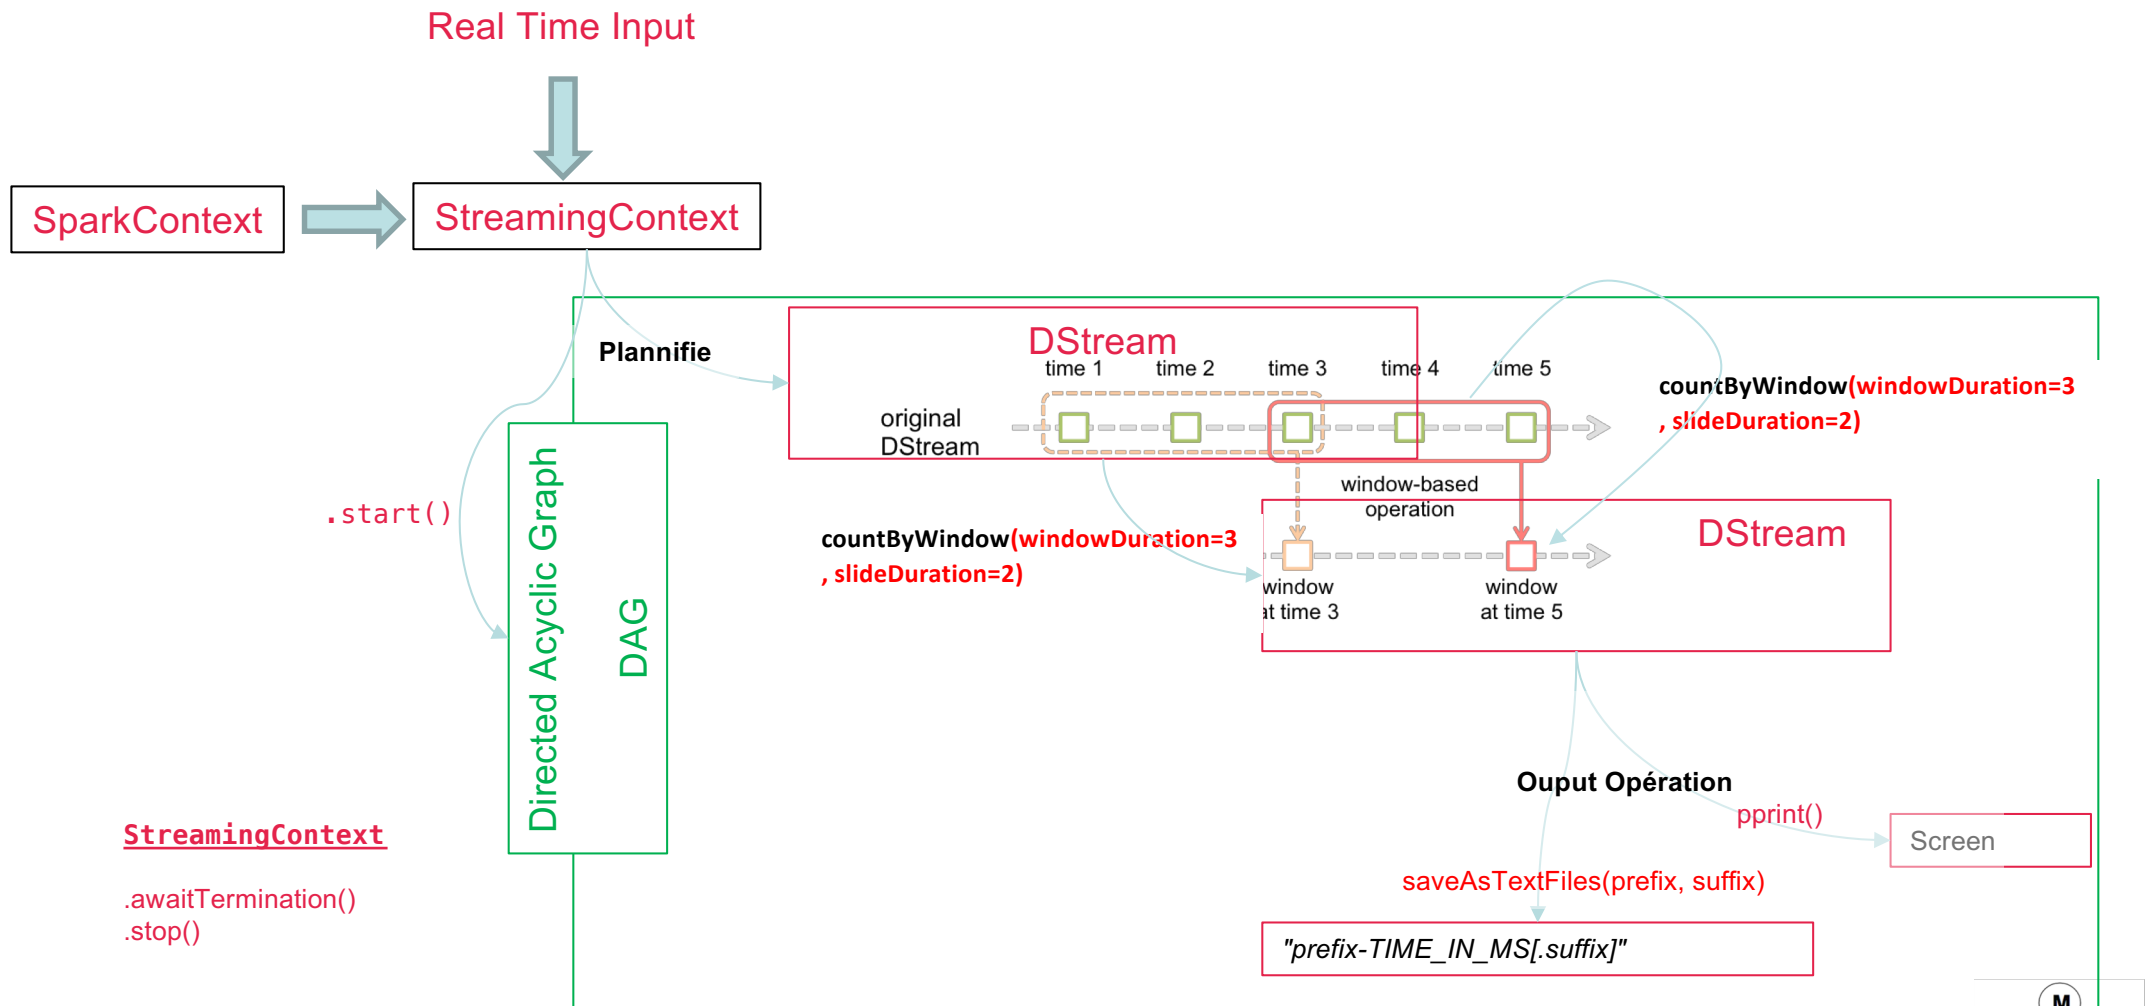 Real Time Input
SparkContext
StreamingContext
Plannifie
DStream
time 1
time 2
time 3
time 4
time 5
original
DStream
countByWindow(windowDuration=3
, slideDuration=2)
window-based
operation
.start()
Directed Acyclic Graph
DAG
countByWindow(windowDuration=3
, slideDuration=2)
DStream
window
at time 3
window
at time 5
Ouput Opération
pprint()
Screen
StreamingContext
.awaitTermination()
.stop()
saveAsTextFiles(prefix, suffix)
"prefix-TIME_IN_MS[.suffix]"
M